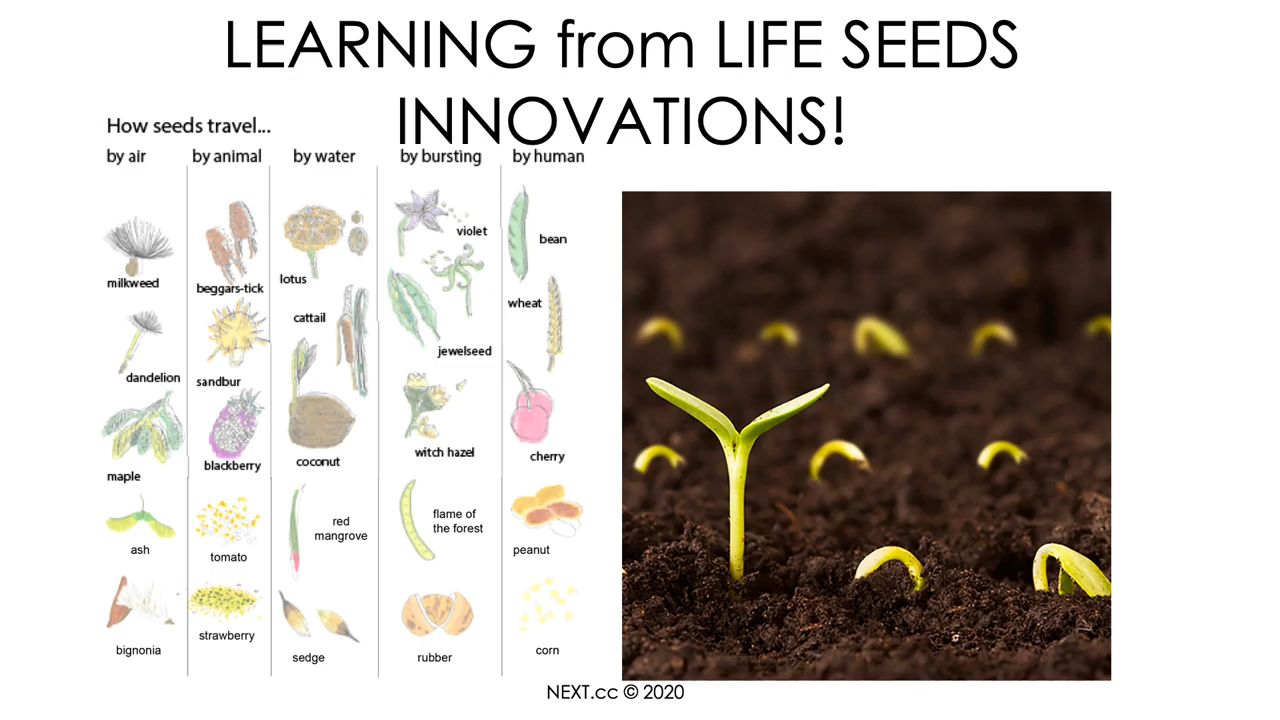 LEARNING from LIFE SEEDS
INNOVATIONS!
How seeds travel...
by air
by animal
by water
by bursting
by human
milkweed
dandelion
maple
ash
bignonia
beggars-tick
sandbur
blackberry
tomato
strawberry
lotus
cattail
coconut
red
mangrove
sedge
violet
jewelseed
witch hazel
flame of
the forest
rubber
bean
wheat
cherry
peanut
corn
NEXT.cc © 2020